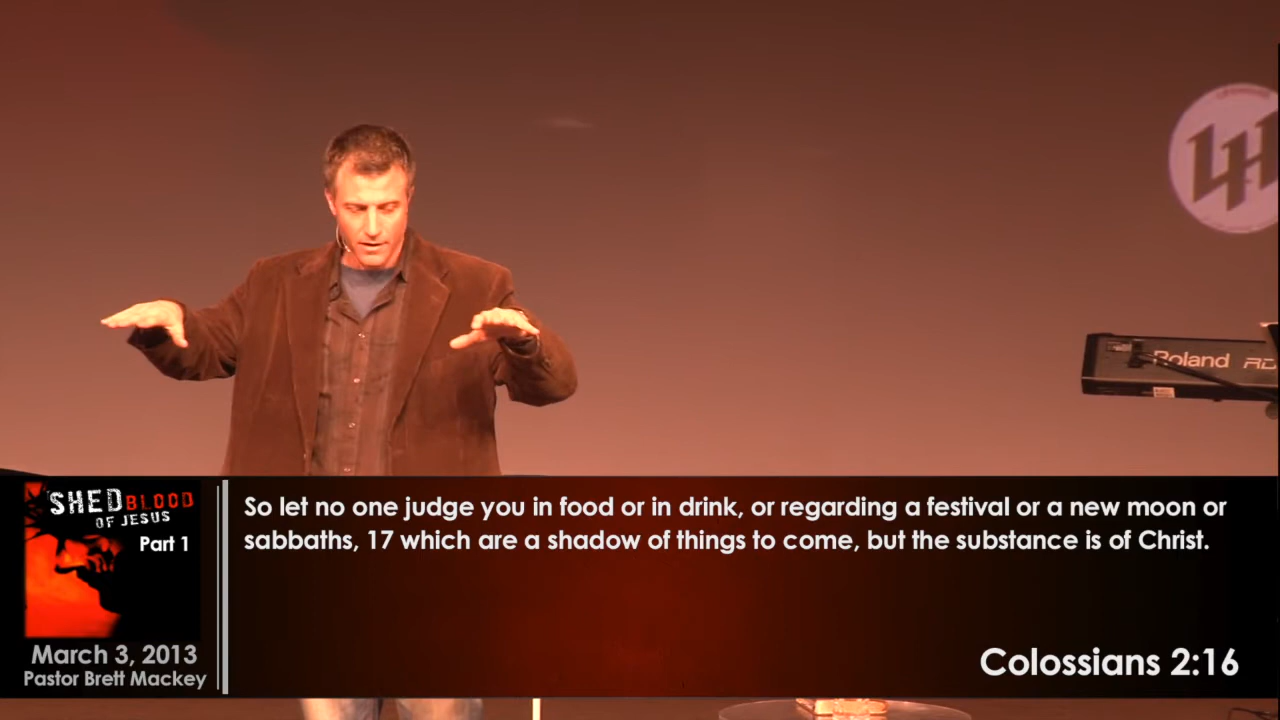 LH
Roland RD
SHED BLOOD
OF JESUS
Part 1
March 3, 2013
Pastor Brett Mackey
So let no one judge you in food or in drink, or regarding a festival or a new moon or
sabbaths, 17 which are a shadow of things to come, but the substance is of Christ.
Colossians 2:16